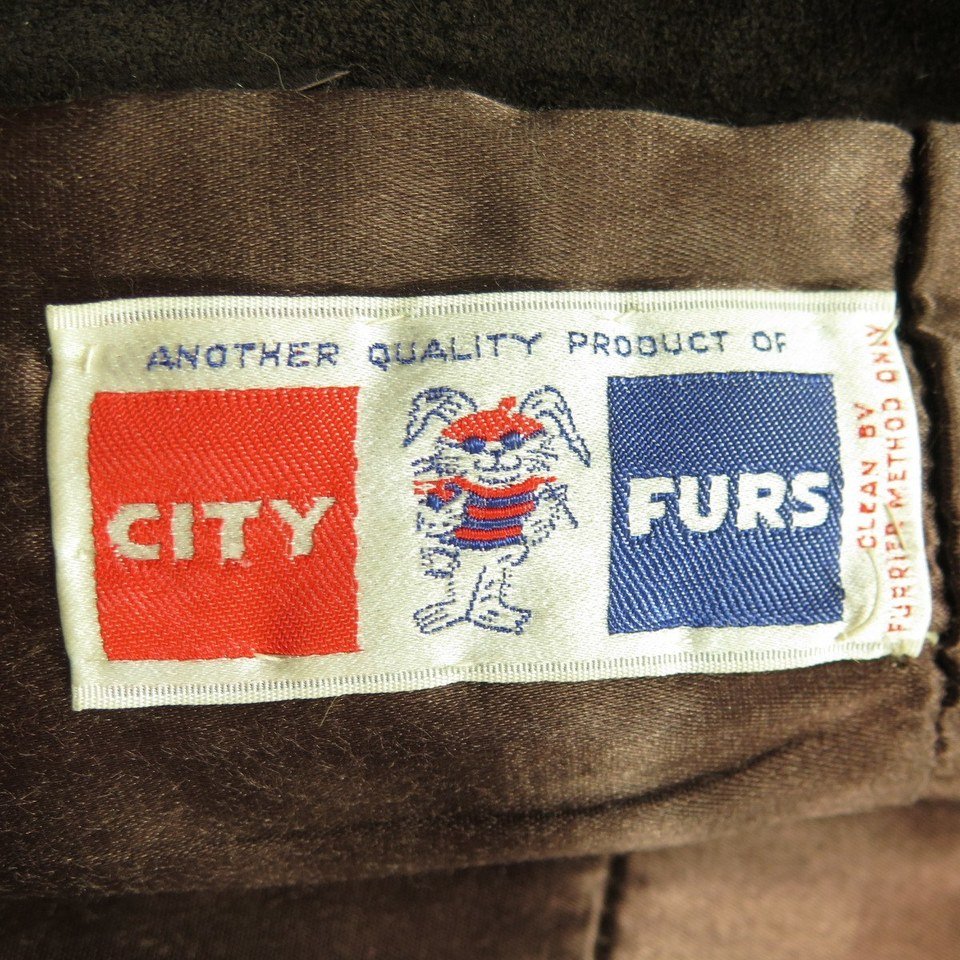 ANOTHER QUALITY PRODUCT OF
CITY
FURS
CLEAN BY
FURRIER METHOD ONLY